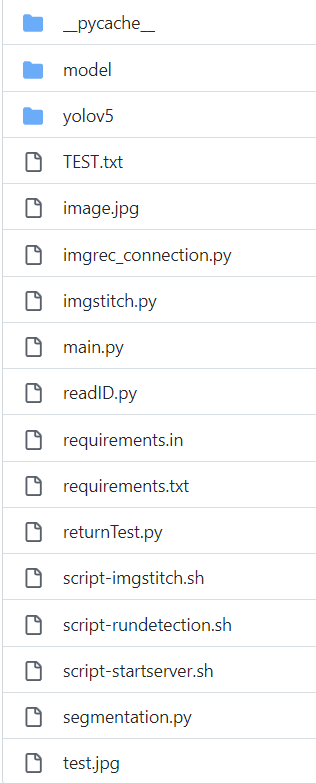 __pycache__
model
yolov5
TEST.txt
image.jpg
imgrec_connection.py
imgstitch.py
main.py
readID.py
requirements.in
requirements.txt
returnTest.py
script-imgstitch.sh
script-rundetection.sh
script-startserver.sh
segmentation.py
test.jpg